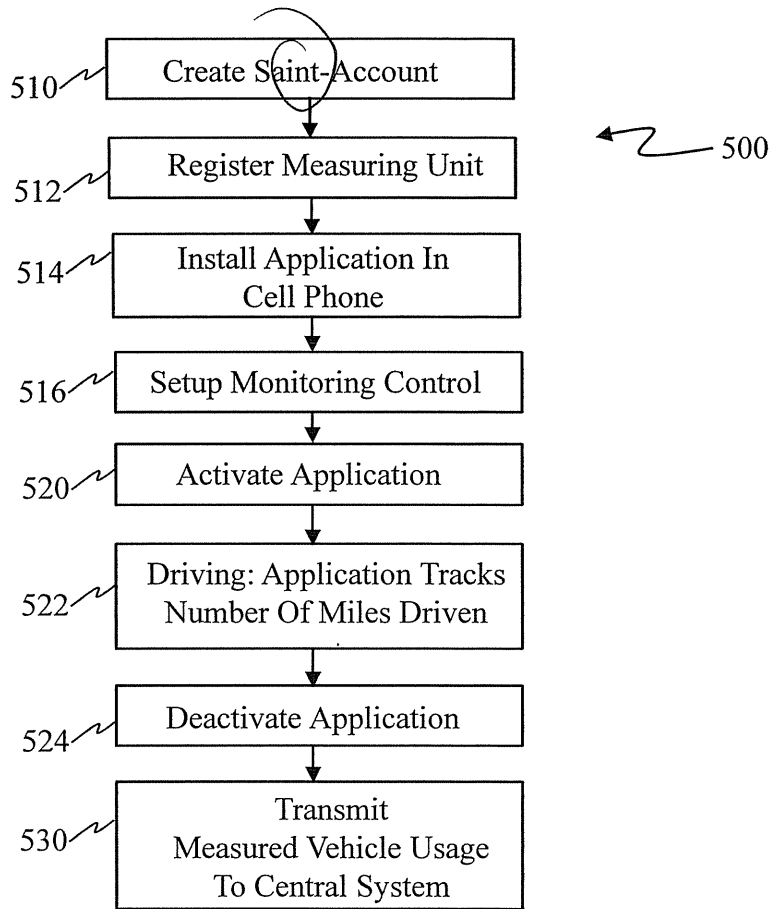 510
Create Saint-Account
500
512
Register Measuring Unit
514
Install Application In
Cell Phone
516
Setup Monitoring Control
520
Activate Application
522
Driving: Application Tracks
Number Of Miles Driven
524
Deactivate Application
530
Transmit
Measured Vehicle Usage
To Central System